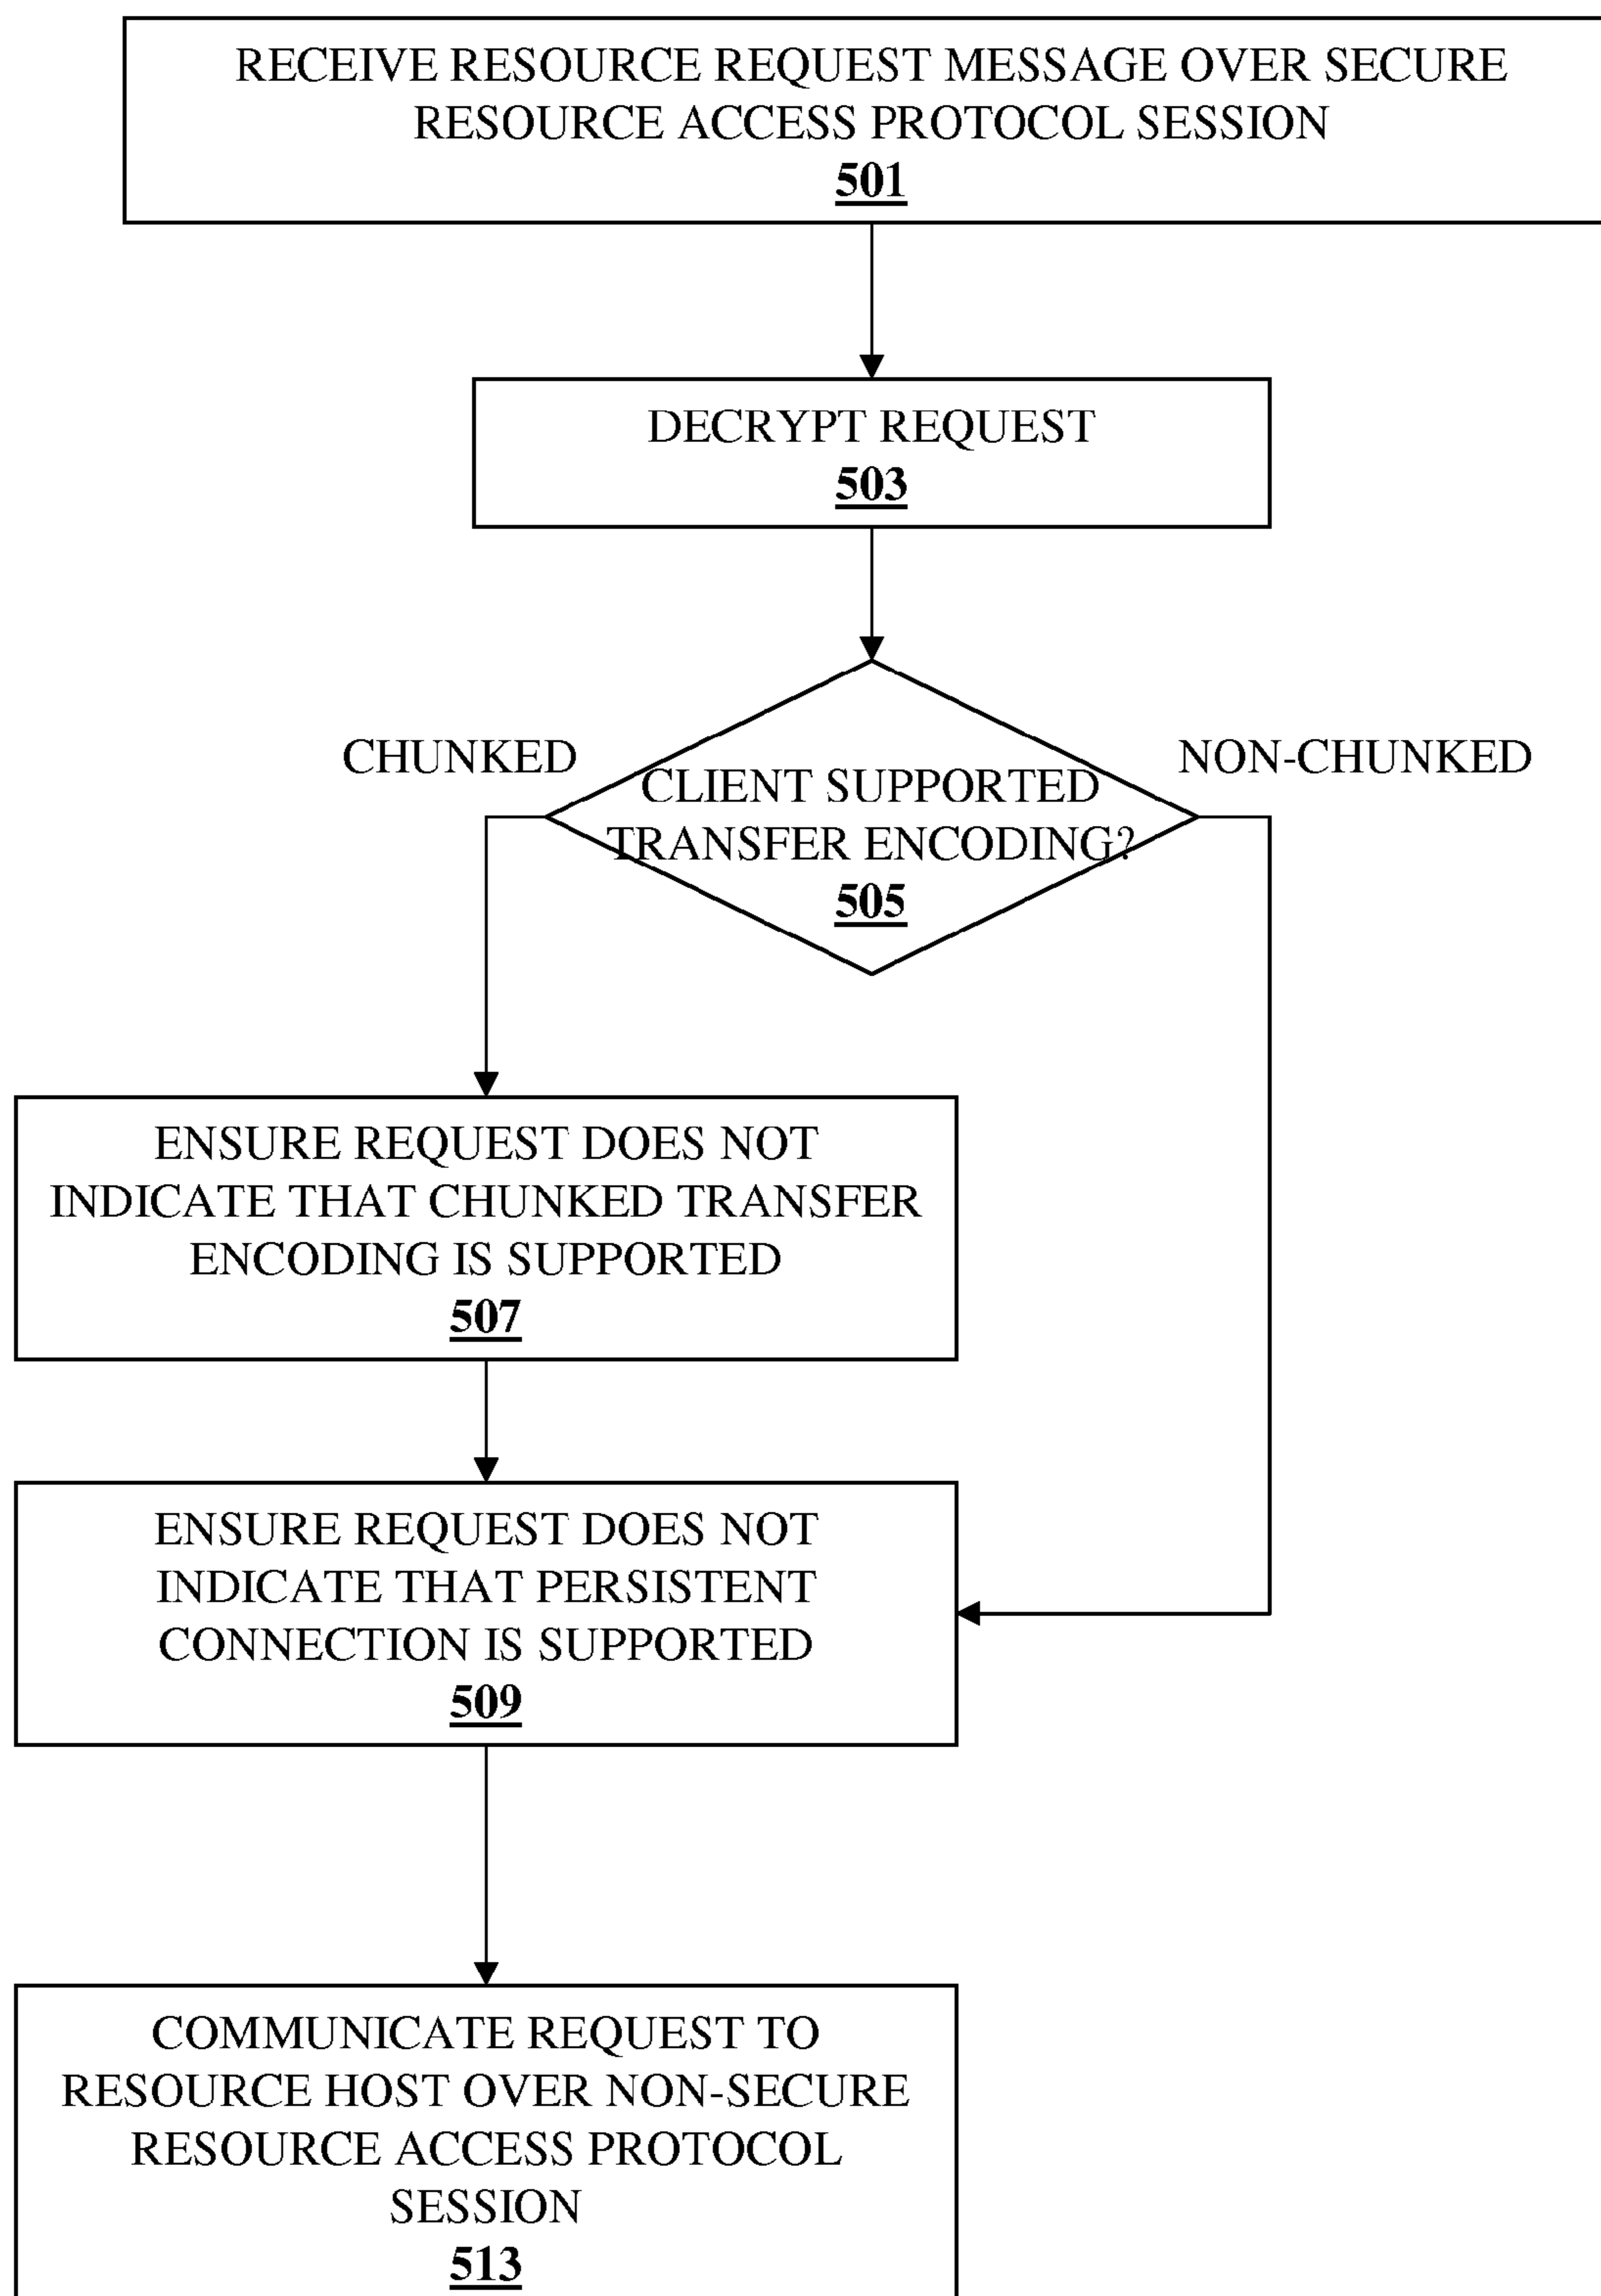 RECEIVE RESOURCE REQUEST MESSAGE OVER SECURE
RESOURCE ACCESS PROTOCOL SESSION
501
DECRYPT REQUEST
503
CHUNKED
NON-CHUNKED
CLIENT SUPPORTED
TRANSFER ENCODING?
505
ENSURE REQUEST DOES NOT
INDICATE THAT CHUNKED TRANSFER
ENCODING IS SUPPORTED
507
ENSURE REQUEST DOES NOT
INDICATE THAT PERSISTENT
CONNECTION IS SUPPORTED
509
COMMUNICATE REQUEST TO
RESOURCE HOST OVER NON-SECURE
RESOURCE ACCESS PROTOCOL
SESSION
513